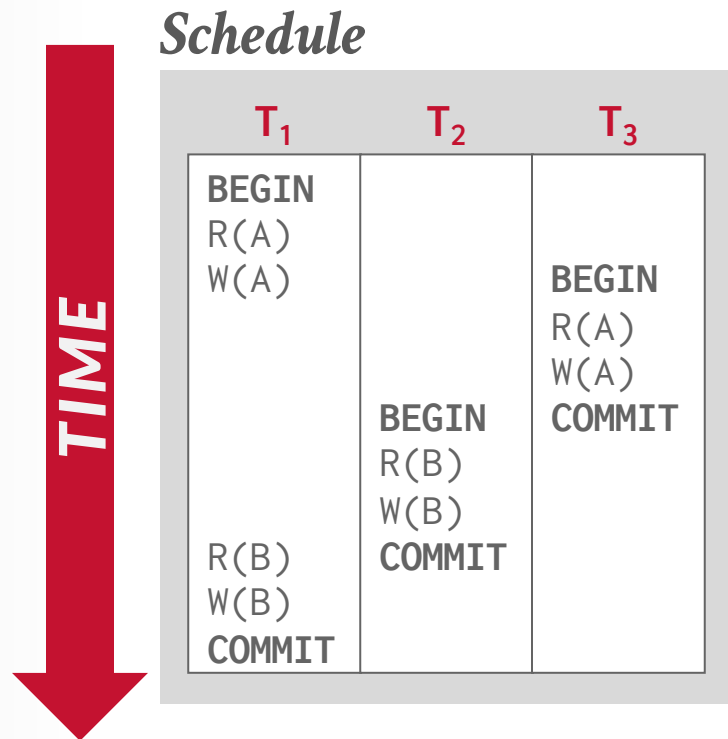 Schedule
TIME
T₁ T₂ T₃
BEGIN
R(A)
W(A) BEGIN
R(A)
W(A)
BEGIN COMMIT
R(B)
W(B)
R(B) COMMIT
W(B)
COMMIT